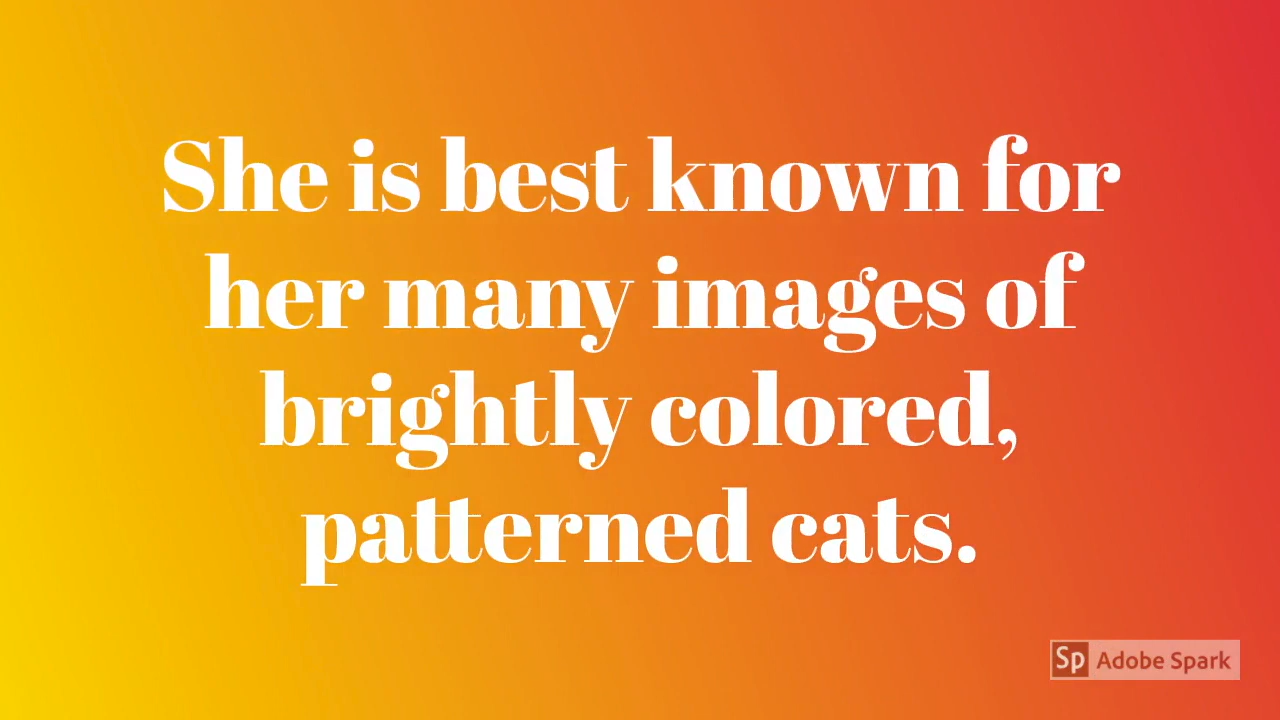 She is best known for
her many images of
brightly colored,
patterned cats.
Sp Adobe Spark